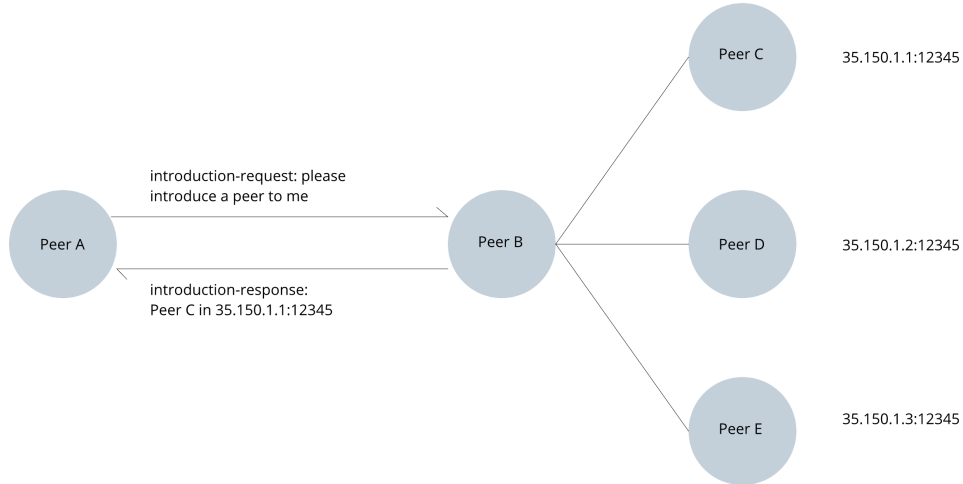 Peer C
35.150.1.1:12345
introduction-request: please
introduce a peer to me
Peer A
Peer B
Peer D
35.150.1.2:12345
introduction-response:
Peer C in 35.150.1.1:12345
Peer E
35.150.1.3:12345